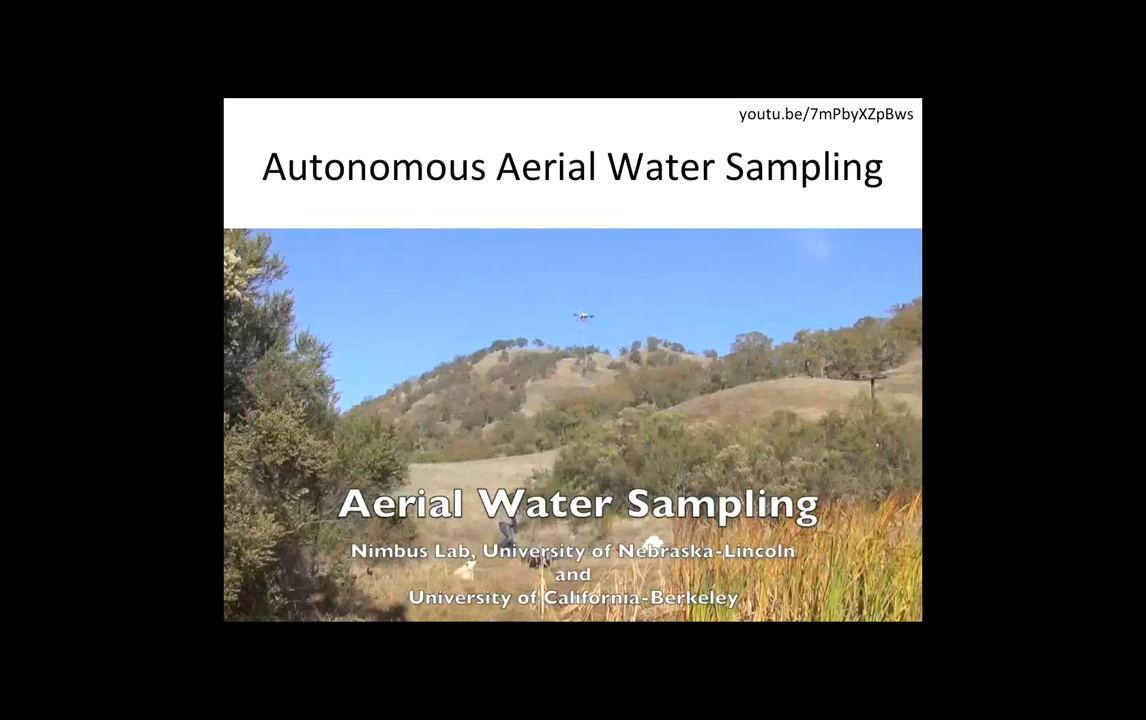 youtu.be/7mPbyXZpBws
Autonomous Aerial Water Sampling
Aerial Water Sampling
Nimbus Lab, University of Nebraska-Lincoln
and
University of California-Berkeley